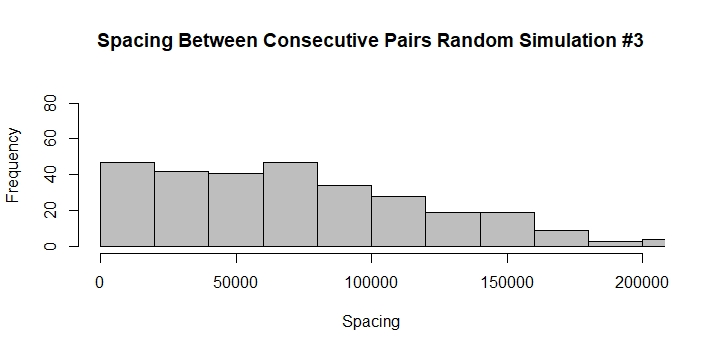 Spacing Between Consecutive Pairs Random Simulation #3
Frequency
80
60
40
20
0
0 50000 100000 150000 200000
Spacing